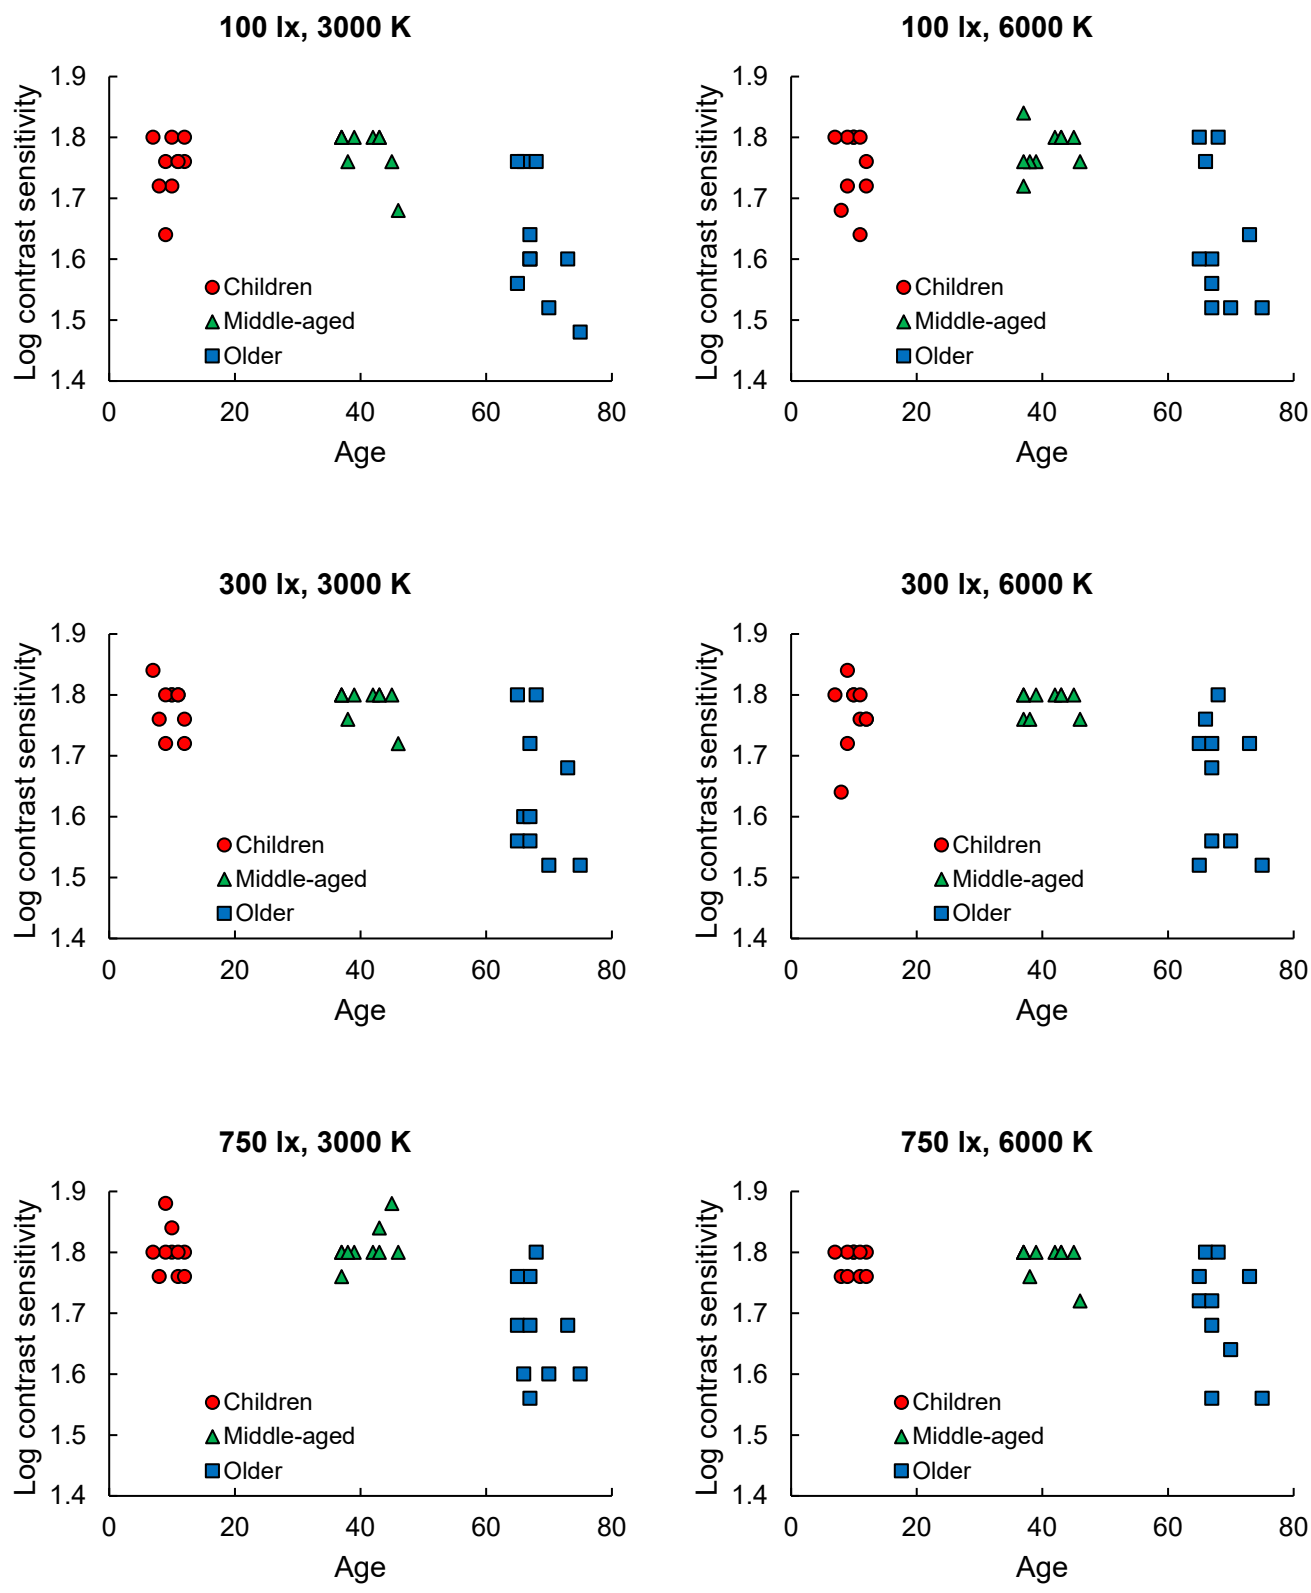 100 lx, 3000 K
Log contrast sensitivity
1.9
1.8
1.7
1.6
1.5
1.4
Children
Middle-aged
Older
0 20 40 60 80
Age
100 lx, 6000 K
Log contrast sensitivity
1.9
1.8
1.7
1.6
1.5
1.4
Children
Middle-aged
Older
0 20 40 60 80
Age
300 lx, 3000 K
Log contrast sensitivity
1.9
1.8
1.7
1.6
1.5
1.4
Children
Middle-aged
Older
0 20 40 60 80
Age
300 lx, 6000 K
Log contrast sensitivity
1.9
1.8
1.7
1.6
1.5
1.4
Children
Middle-aged
Older
0 20 40 60 80
Age
750 lx, 3000 K
Log contrast sensitivity
1.9
1.8
1.7
1.6
1.5
1.4
Children
Middle-aged
Older
0 20 40 60 80
Age
750 lx, 6000 K
Log contrast sensitivity
1.9
1.8
1.7
1.6
1.5
1.4
Children
Middle-aged
Older
0 20 40 60 80
Age